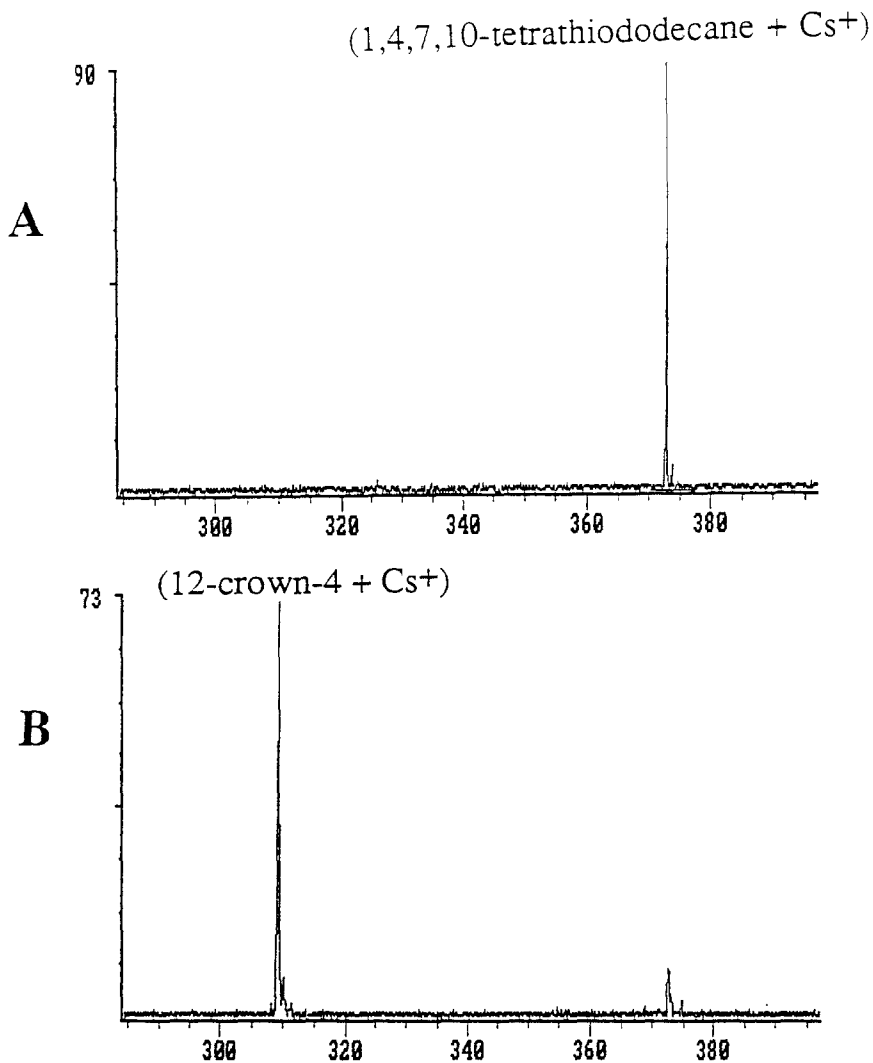 (1,4,7,10-tetrathiododecane + Cs+)
90
A
300 320 340 360 380
(12-crown-4 + Cs+)
73
B
300 320 340 360 380